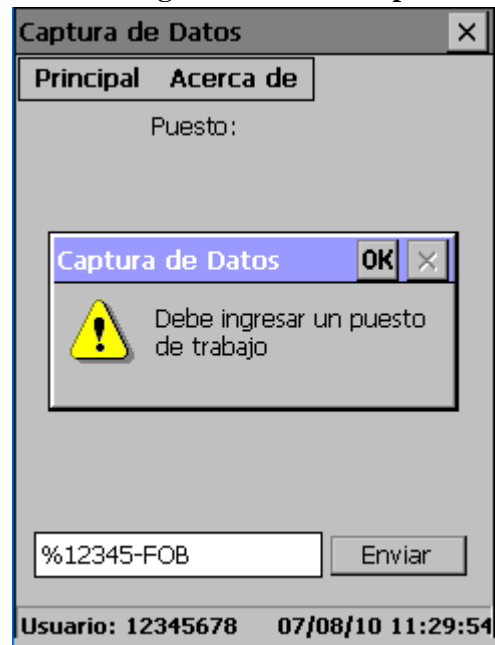 Captura de Datos
Principal Acerca de
Puesto:
Captura de Datos OK
Debe ingresar un puesto
de trabajo
%12345-FOB Enviar
Usuario: 12345678 07/08/10 11:29:54